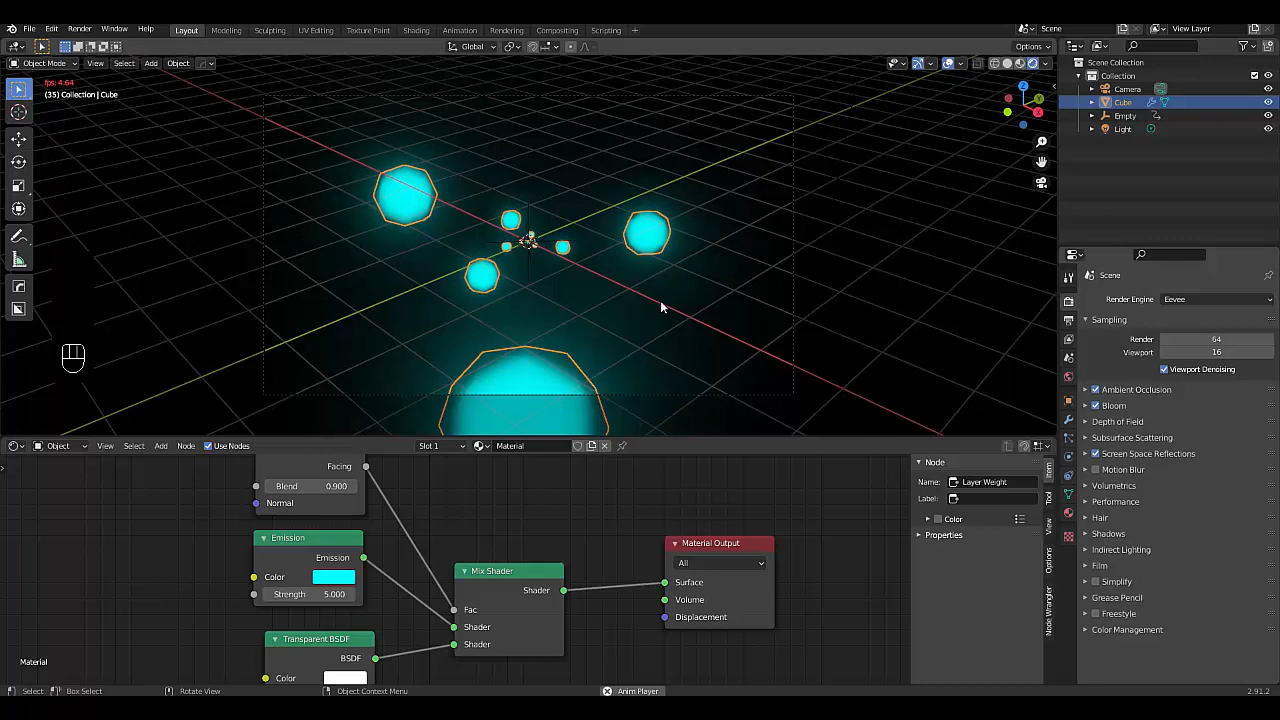 File Edit Render Window Help Layout Modeling Sculpting UV Editing Texture Paint Shading Animation Rendering Compositing Scripting + Scene View Layer
Global Options
Object Mode View Select Add Object
fps: 4.64
(35) Collection | Cube
Scene Collection
Collection
Camera
Cube
Empty
Light
Scene
Render Engine Eevee
Sampling
Render 64
Viewport 16
Viewport Denoising
Ambient Occlusion
Bloom
Depth of Field
Subsurface Scattering
Screen Space Reflections
Motion Blur
Volumetrics
Performance
Hair
Shadows
Indirect Lighting
Film
Simplify
Grease Pencil
Freestyle
Color Management
Object View Select Add Node Use Nodes Slot 1 Material
Facing
Blend 0.900
Normal
Emission
Emission
Color
Strength 5.000
Transparent BSDF
BSDF
Color
Mix Shader
Shader
Fac
Shader
Shader
Material Output
All
Surface
Volume
Displacement
Node
Name: Layer Weight
Label:
Color
Properties
Item
Tool
View
Options
Node Wrangler
Material
Select Box Select Rotate View Object Context Menu Anim Player 2.91.2